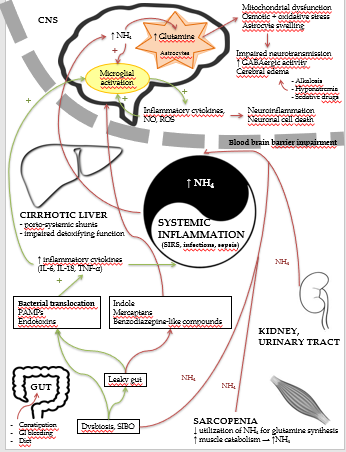 CNS
↑ NH₄
↑ Glutamine
Astrocytes
Mitochondrial dysfunction
Osmotic + oxidative stress
Astrocyte swelling
Impaired neurotransmission
↑ GABAergic activity
Cerebral edema
- Alkalosis
- Hyponatremia
- Sedative drugs
+
Microglial
activation
+
+
+
Inflammatory cytokines,
NO, ROS
Neuroinflammation
Neuronal cell death
Blood brain barrier impairment
↑ NH₄
SYSTEMIC
INFLAMMATION
(SIRS, infections, sepsis)
CIRRHOTIC LIVER
- porto-systemic shunts
- impaired detoxifying function
↑ inflammatory cytokines
(IL-6, IL-18, TNF-α)
+
NH₄
Bacterial translocation
PAMPs
Endotoxins
Indole
Mercaptans
Benzodiazepine-like compounds
KIDNEY,
URINARY TRACT
GUT
Leaky gut
NH₄
NH₄
- Constipation
- GI bleeding
- Diet
Dysbiosis, SIBO
SARCOPENIA
↓ utilization of NH₄ for glutamine synthesis
↑ muscle catabolism → ↑NH₄